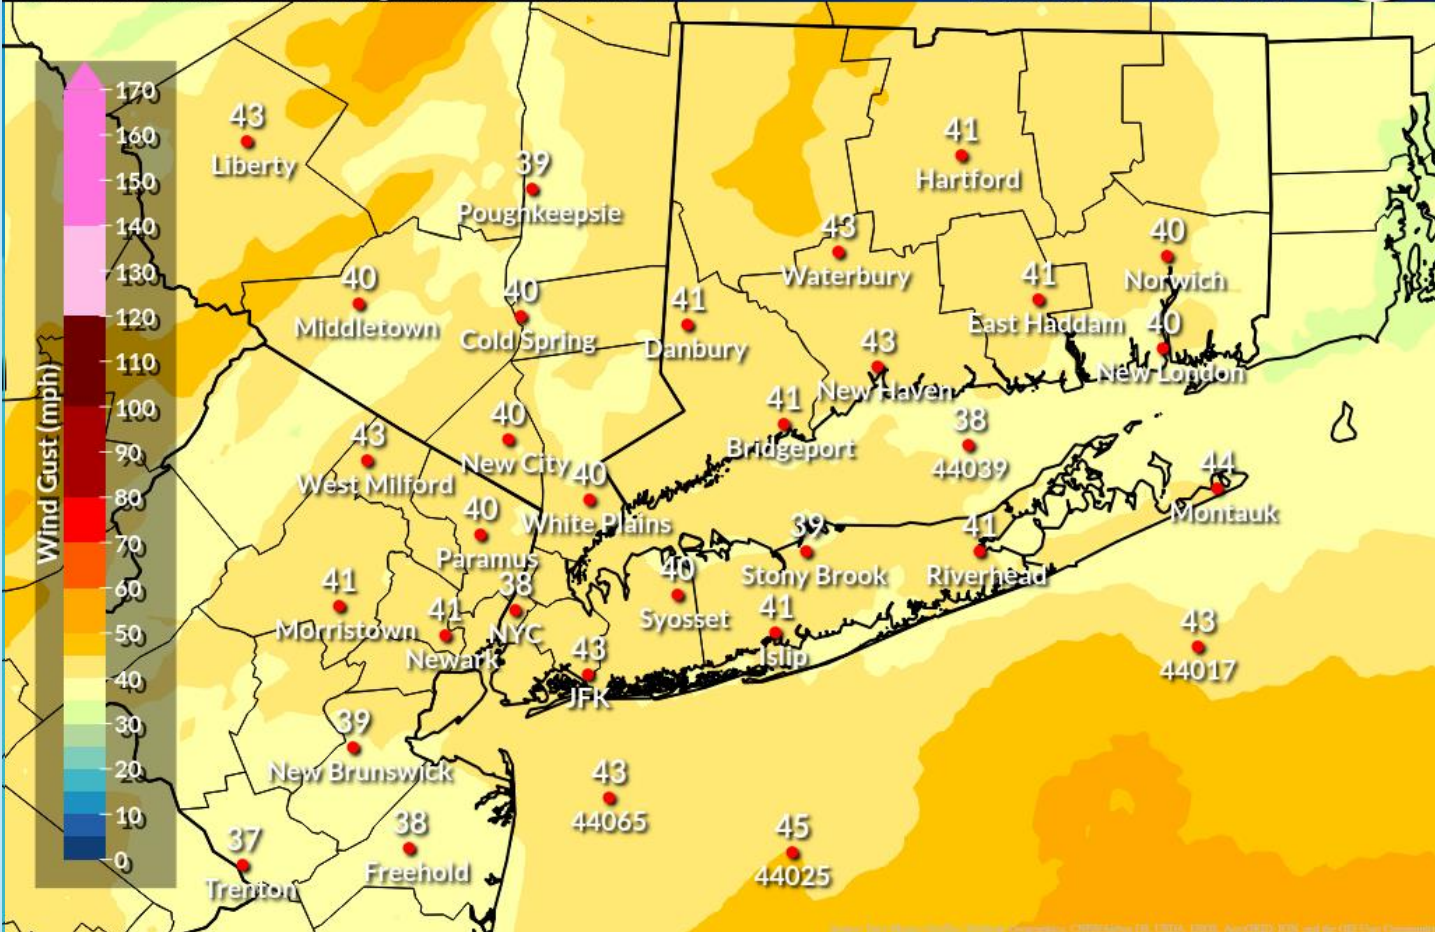 170
160
150
140
130
120
110
100
90
80
70
60
50
40
30
20
10
0
Wind Gust (mph)
43
Liberty
39
Poughkeepsie
41
Hartford
43
Waterbury
40
Norwich
40
Middletown
40
Cold Spring
41
Danbury
41
East Haddam
40
New London
43
New Haven
41
Bridgeport
38
44039
43
West Milford
40
New City
40
White Plains
44
Montauk
40
Paramus
39
Stony Brook
41
Riverhead
41
Morristown
41
Newark
38
NYC
40
Syosset
41
Islip
43
JFK
43
44017
39
New Brunswick
43
44065
37
Trenton
38
Freehold
45
44025